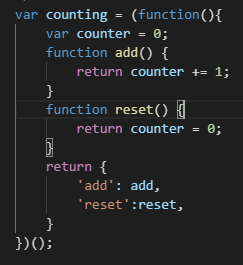 var counting = (function(){
    var counter = 0;
    function add() {
        return counter += 1;
    }
    function reset() {
        return counter = 0;
    }
    return {
        'add': add,
        'reset':reset,
    }
})();